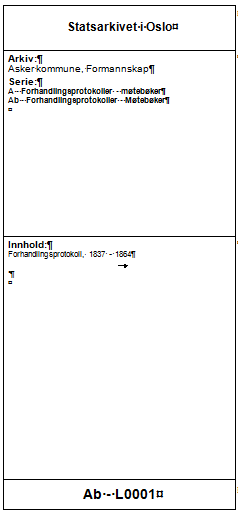 Statsarkivet·i·Oslo¤
Arkiv:¶
Asker·kommune,·Formannskap¶
Serie:¶
A·-·Forhandlingsprotokoller·-·møtebøker¶
Ab·-·Forhandlingsprotokoller·-·Møtebøker¶
¤
Innhold:¶
Forhandlingsprotokoll,·1837·-·1864¶
→
¶
¤
Ab·-·L0001¤